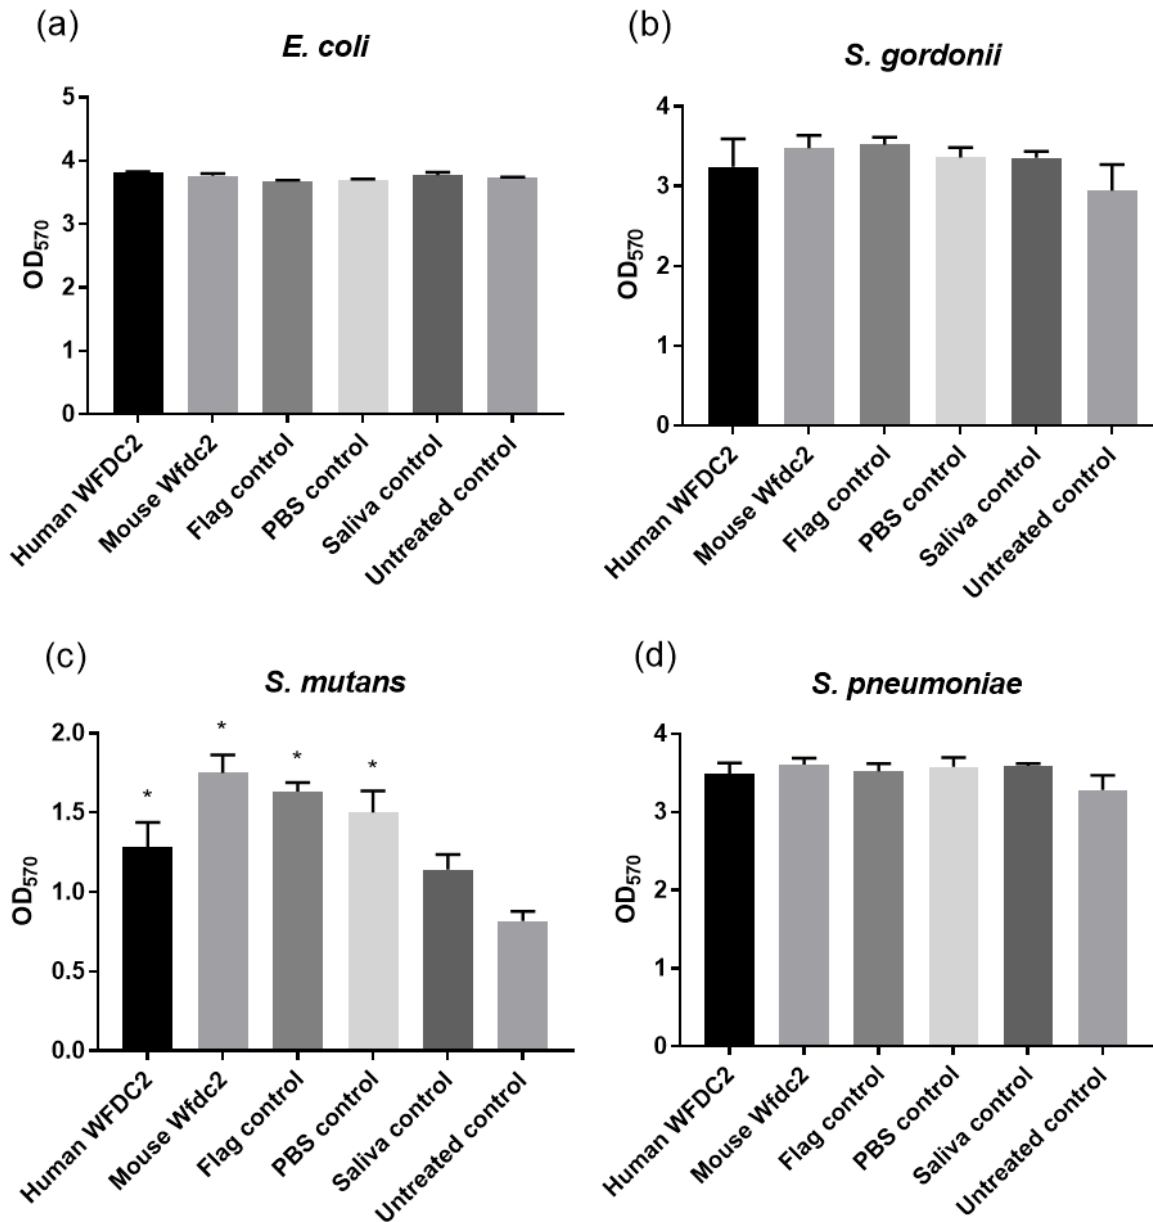 (a)
E. coli
OD570
5
4
3
2
1
0
Human WFDC2
Mouse Wfdc2
Flag control
PBS control
Saliva control
Untreated control
(b)
S. gordonii
OD570
4
3
2
1
0
Human WFDC2
Mouse Wfdc2
Flag control
PBS control
Saliva control
Untreated control
(c)
S. mutans
OD570
2.0
1.5
1.0
0.5
0.0
*
*
*
*
Human WFDC2
Mouse Wfdc2
Flag control
PBS control
Saliva control
Untreated control
(d)
S. pneumoniae
OD570
4
3
2
1
0
Human WFDC2
Mouse Wfdc2
Flag control
PBS control
Saliva control
Untreated control